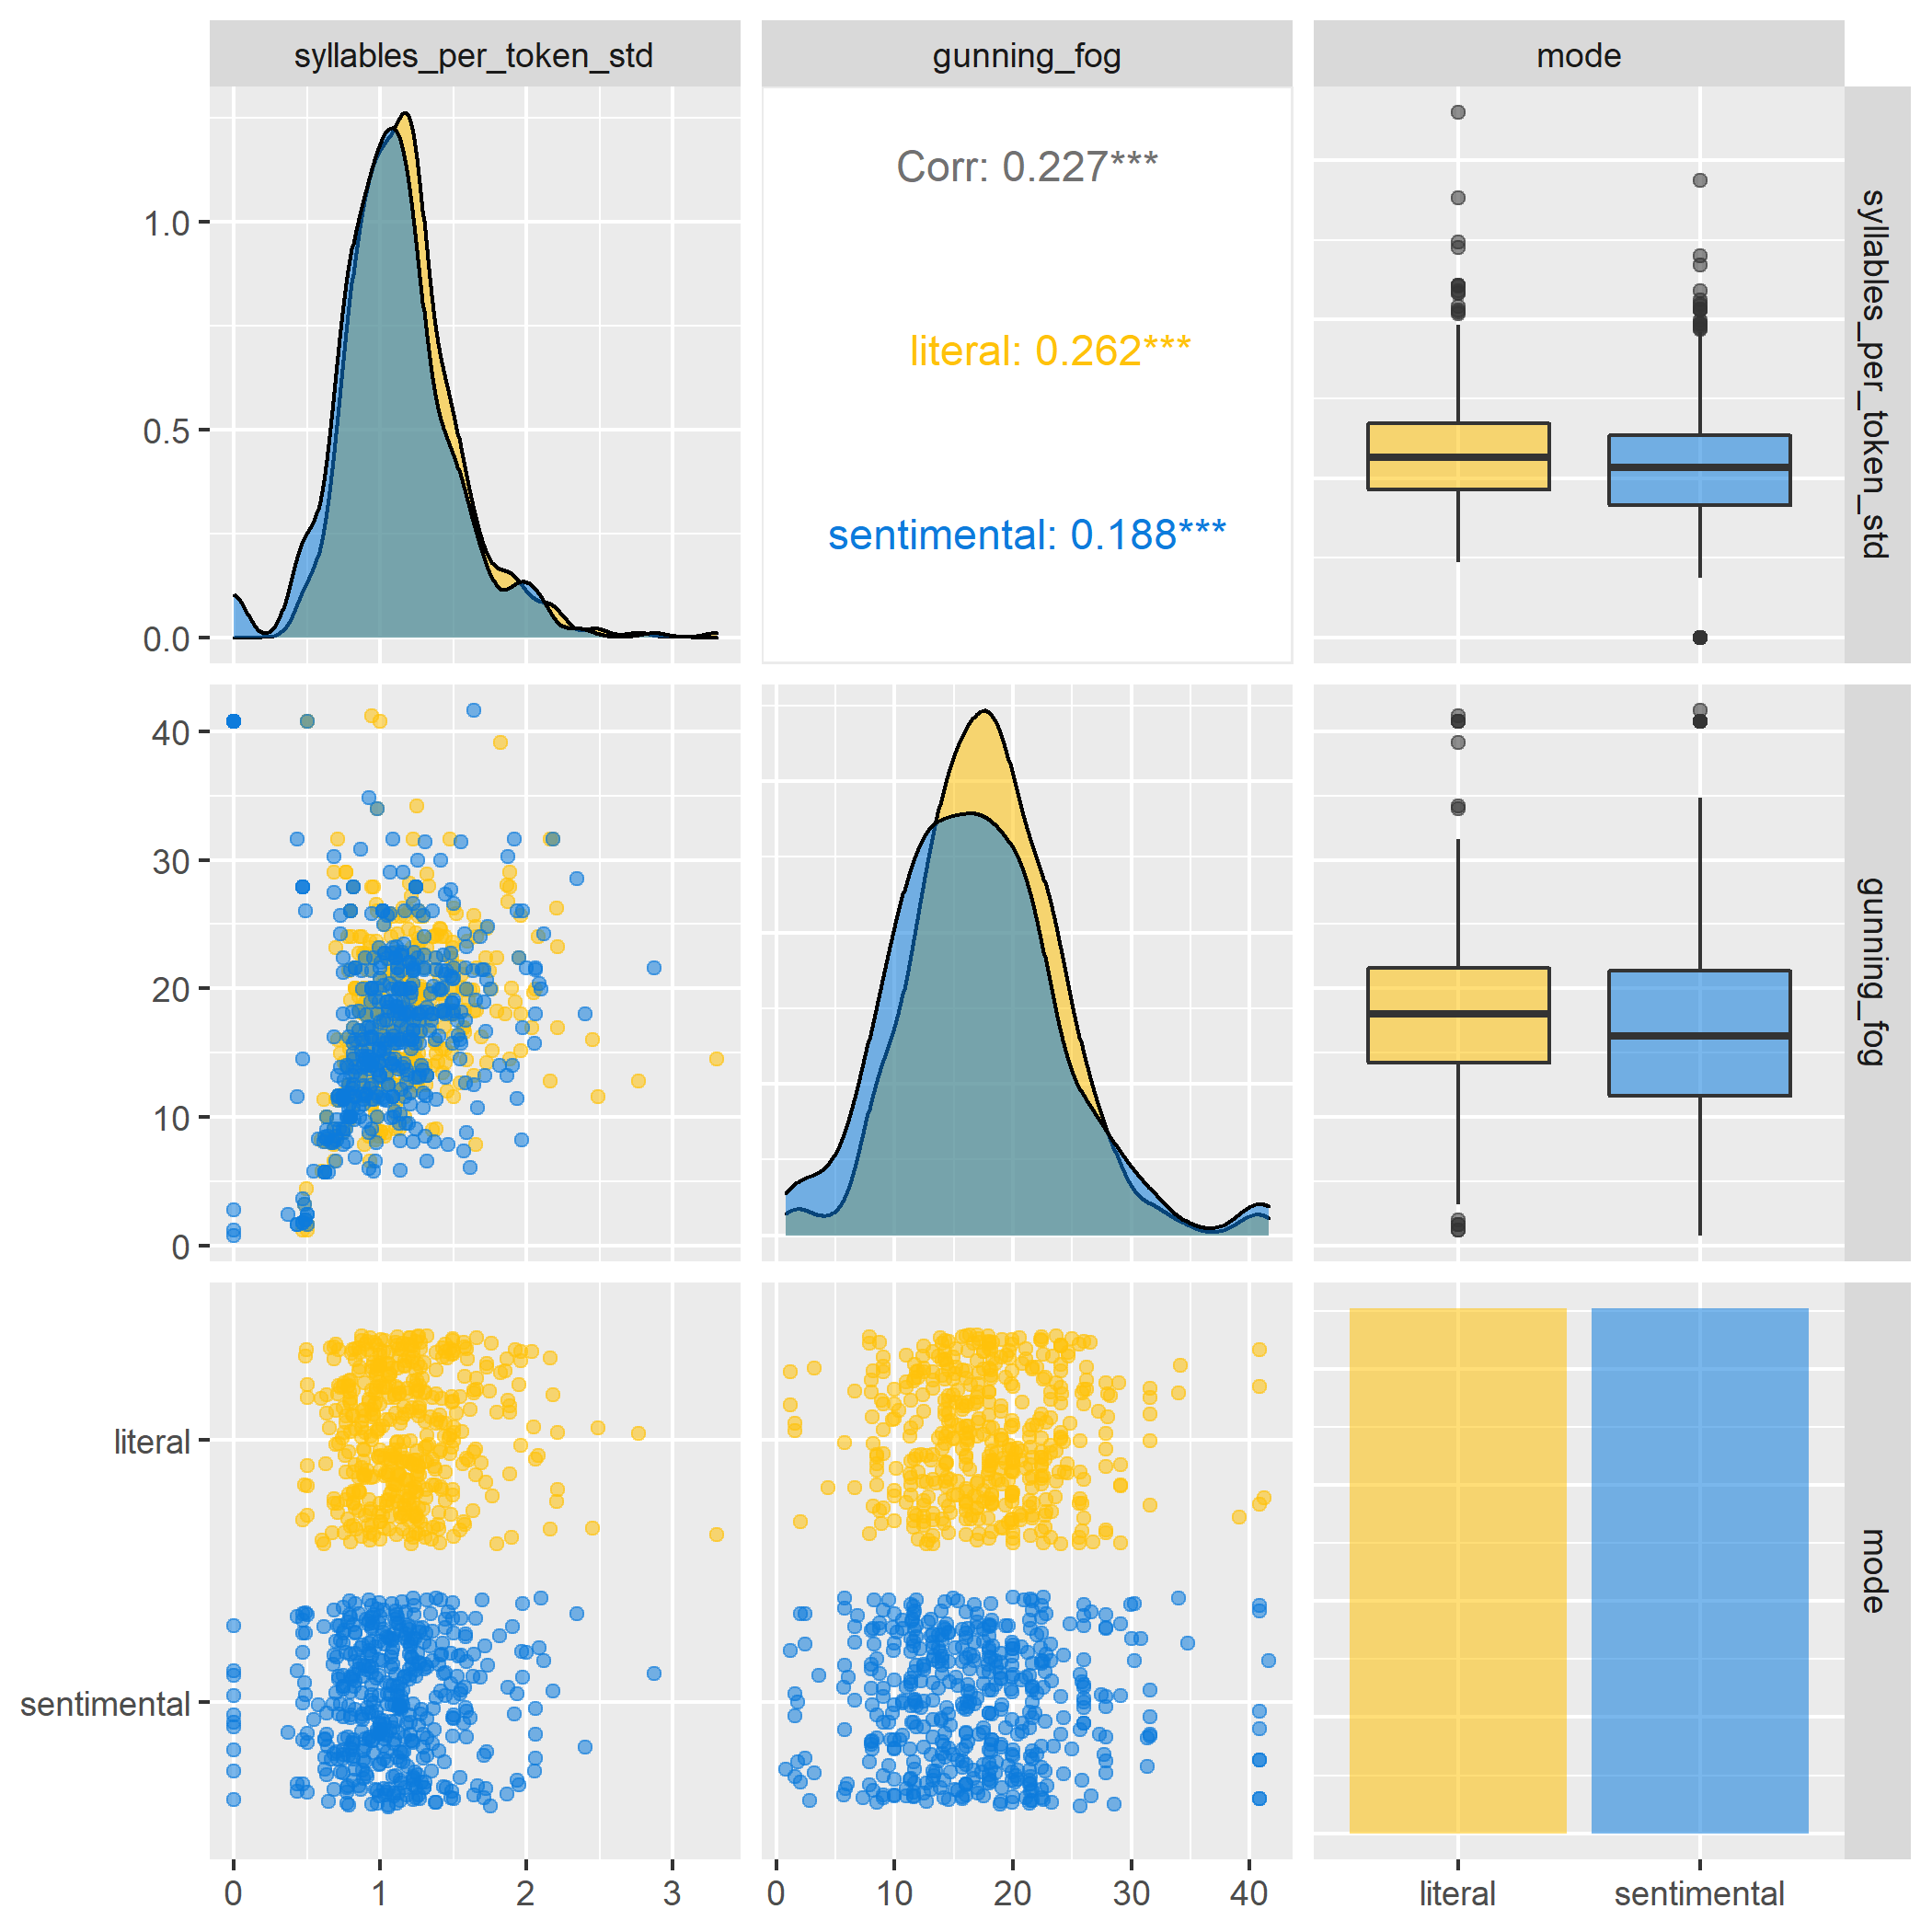 syllables_per_token_std
gunning_fog
mode
1.0
0.5
0.0
Corr: 0.227***
literal: 0.262***
sentimental: 0.188***
syllables_per_token_std
40
30
20
10
0
gunning_fog
literal
sentimental
mode
0 1 2 3
0 10 20 30 40
literal sentimental